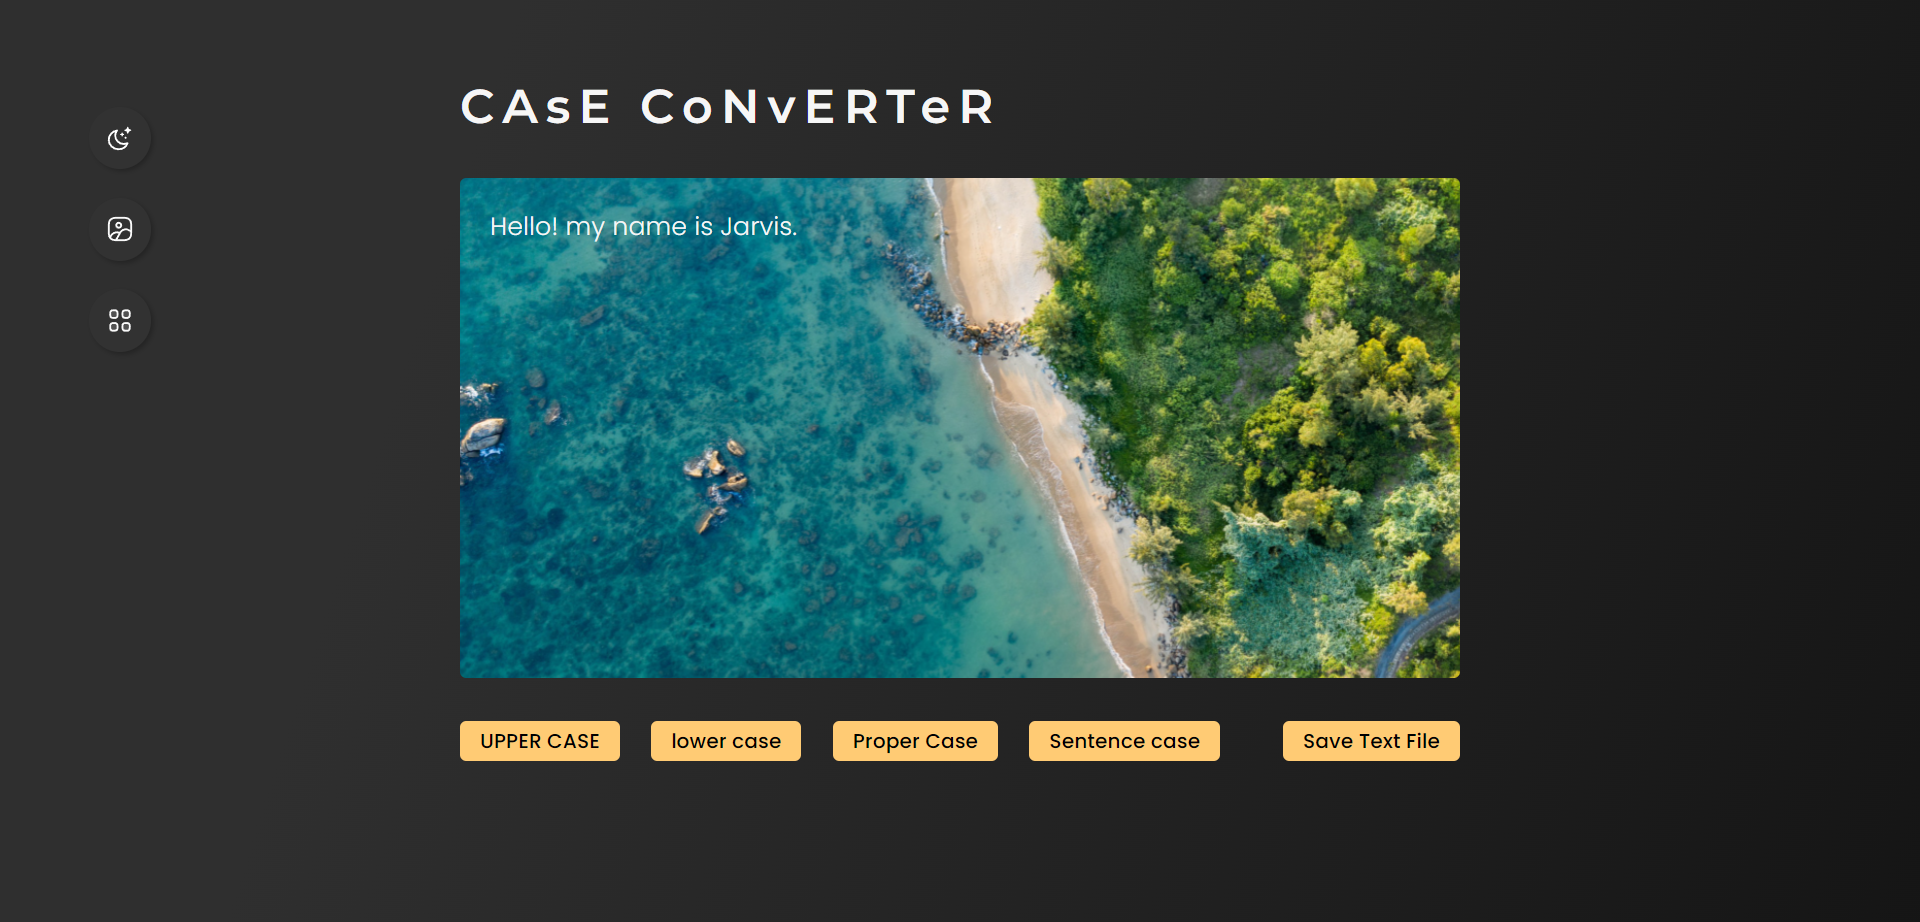 CAsE CoNvERTeR
Hello! my name is Jarvis.
UPPER CASE
lower case
Proper Case
Sentence case
Save Text File